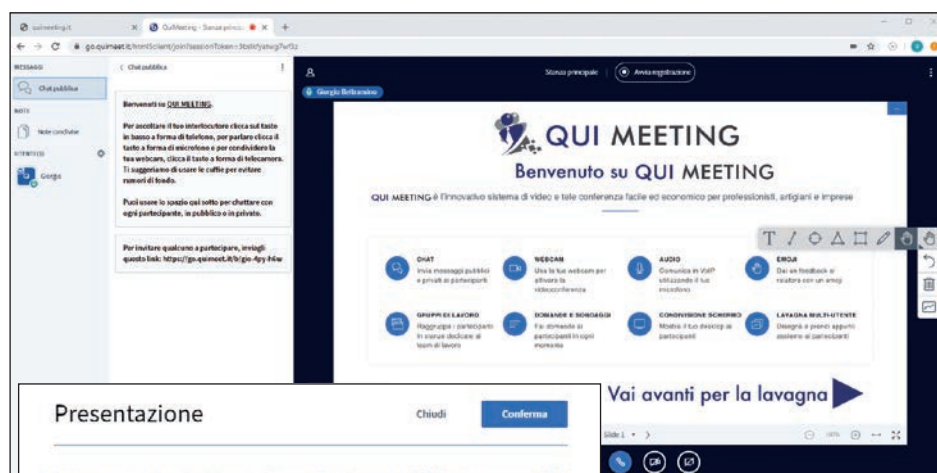 quimeeting.it
QuiMeeting - Stanza princip
MESSAGGI
Chat pubblica
NOTE
Note condivise
UTENTI (1)
Giorgio
Chat pubblica
Benvenuti su QUI MEETING.
Per ascoltare il tuo interlocutore clicca sul tasto
in basso a forma di telefono, per parlare clicca il
tasto a forma di microfono e per condividere la
tua webcam, clicca il tasto a forma di telecamera.
Ti suggeriamo di usare le cuffie per evitare
rumori di fondo.
Puoi usare lo spazio qui sotto per chattare con
ogni partecipante, in pubblico o in privato.
Per invitare qualcuno a partecipare, inviagli
questo link: https://go.quimeet.it/b/gio-4py-h6w
Stanza principale
Avvia registrazione
Giorgio Beltramino
QUI MEETING
Benvenuto su QUI MEETING
QUI MEETING è l'innovativo sistema di video e tele conferenza facile ed economico per professionisti, artigiani e imprese
CHAT
Invia messaggi pubblici
e privati ai partecipanti
WEBCAM
Usa la tua webcam per
attivare la
videoconferenza
AUDIO
Comunica in VoIP
utilizzando il tuo
microfono
EMOJI
Dai un feedback al
relatore con un emoji
GRUPPI DI LAVORO
Raggruppa i partecipanti
in stanze dedicate ai
team di lavoro
DOMANDE E SONDAGGI
Fai domande ai
partecipanti in ogni
momento
CONDIVISIONE SCHERMO
Mostra il tuo desktop ai
partecipanti
LAVAGNA MULTI-UTENTE
Disegna e prendi appunti
assieme ai partecipanti
Vai avanti per la lavagna
Slide 1
100%
Presentazione
Chiudi
Conferma